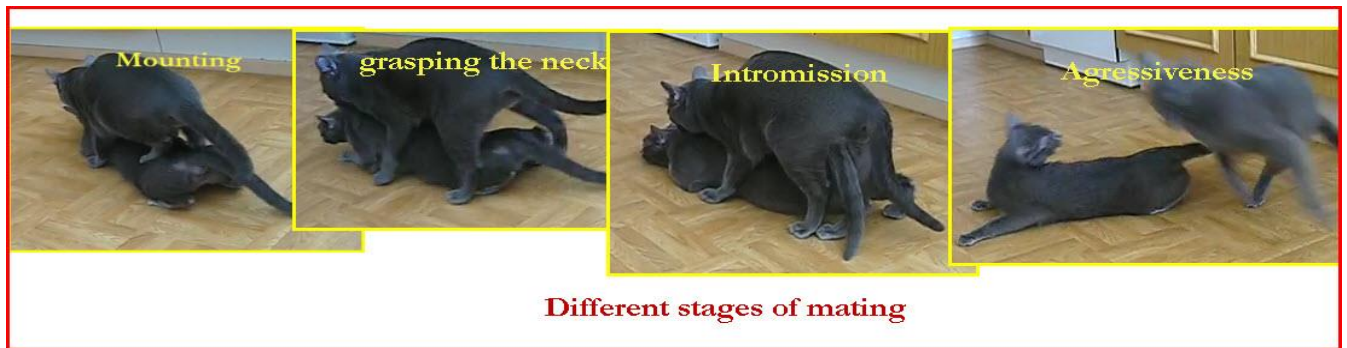 Mounting
grasping the neck
Intromission
Agressiveness
Different stages of mating